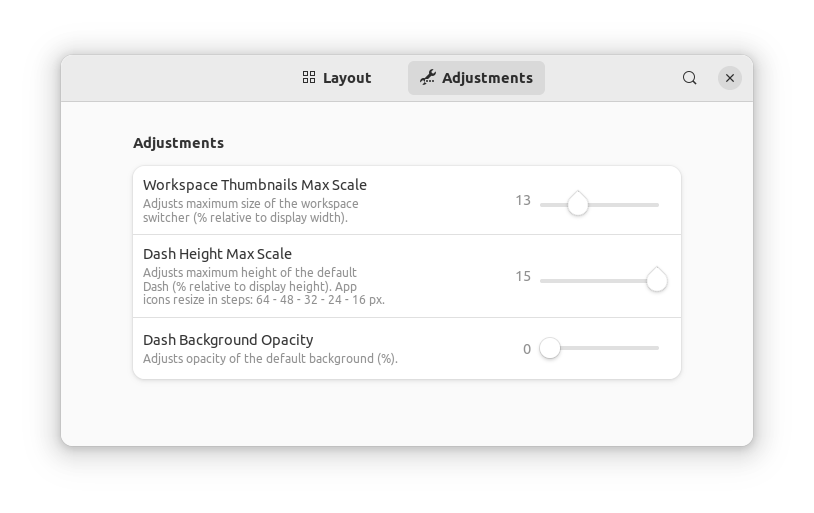 Layout
Adjustments
Adjustments
Workspace Thumbnails Max Scale
Adjusts maximum size of the workspace
switcher (% relative to display width).
13
Dash Height Max Scale
Adjusts maximum height of the default
Dash (% relative to display height). App
icons resize in steps: 64 - 48 - 32 - 24 - 16 px.
15
Dash Background Opacity
Adjusts opacity of the default background (%).
0